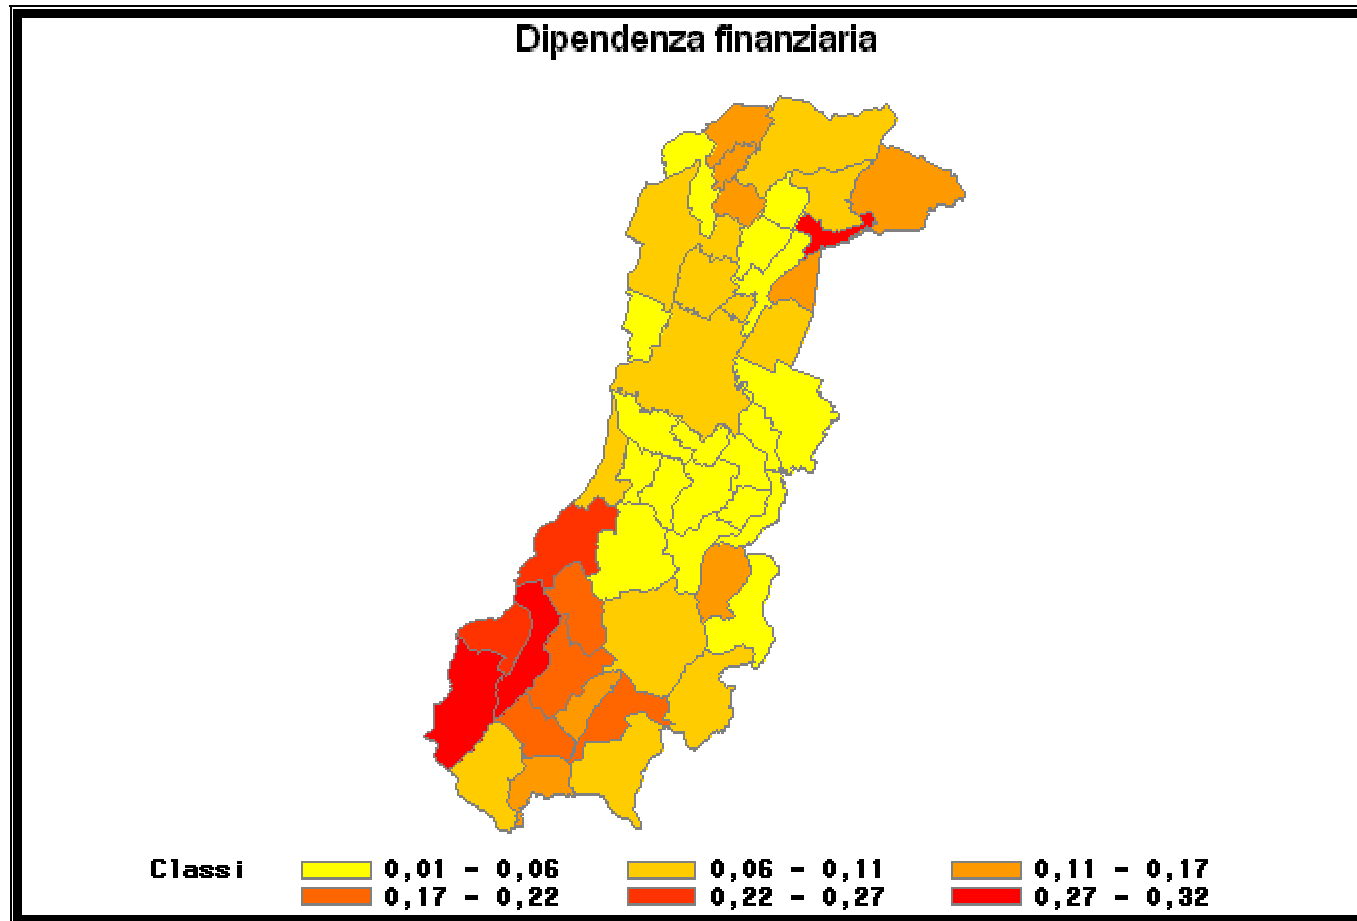 Dipendenza finanziaria
Classi 0,01 - 0,06 0,06 - 0,11 0,11 - 0,17
0,17 - 0,22 0,22 - 0,27 0,27 - 0,32